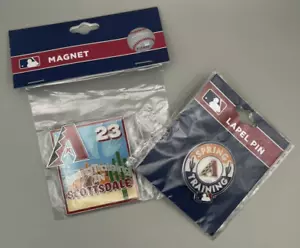 MAGNET
A
23
SCOTTSDALE
LAPEL PIN
SPRING
A
TRAINING